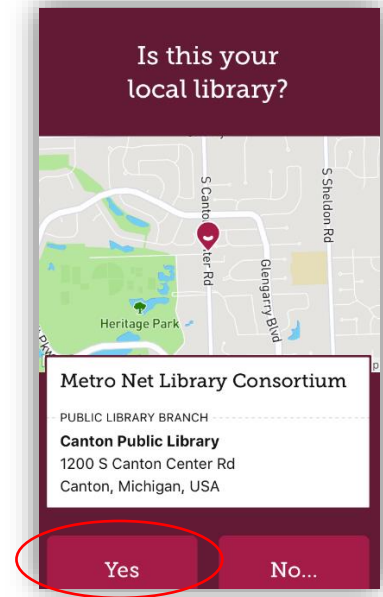 Is this your
local library?
S Canton Center Rd
S Sheldon Rd
Glengarry Blvd
Heritage Park
Metro Net Library Consortium
PUBLIC LIBRARY BRANCH
Canton Public Library
1200 S Canton Center Rd
Canton, Michigan, USA
Yes
No...